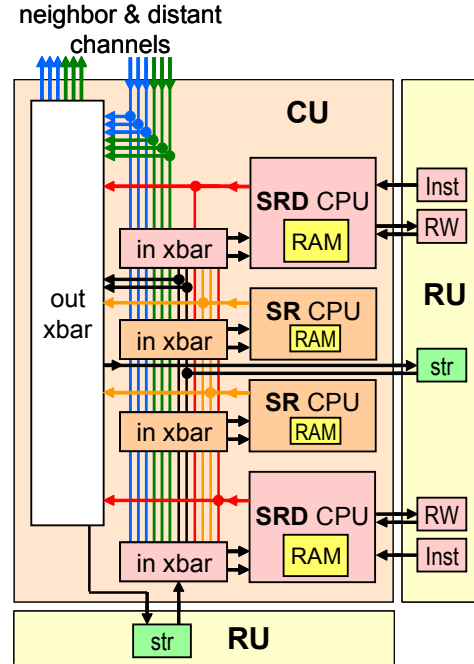 neighbor & distant
channels
CU
SRD CPU
RAM
Inst
RW
in xbar
RU
out
xbar
SR CPU
RAM
in xbar
str
SR CPU
RAM
in xbar
SRD CPU
RAM
RW
Inst
in xbar
str
RU